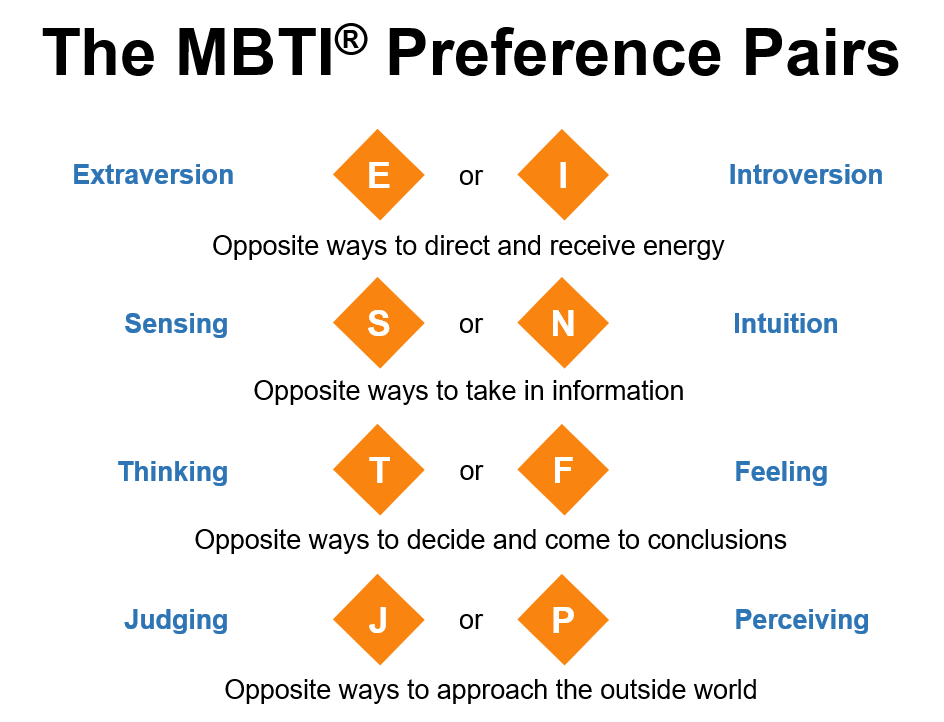 The MBTI® Preference Pairs
Extraversion E or I Introversion
Opposite ways to direct and receive energy
Sensing S or N Intuition
Opposite ways to take in information
Thinking T or F Feeling
Opposite ways to decide and come to conclusions
Judging J or P Perceiving
Opposite ways to approach the outside world